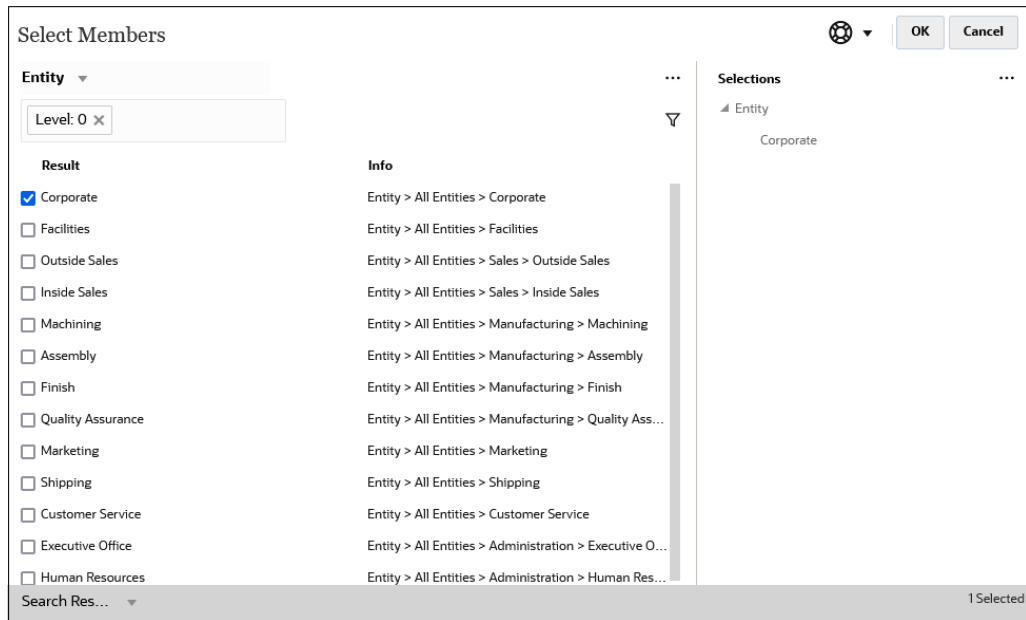 Select Members
OK
Cancel
Entity
Level: 0
Result Info
Corporate Entity > All Entities > Corporate
Facilities Entity > All Entities > Facilities
Outside Sales Entity > All Entities > Sales > Outside Sales
Inside Sales Entity > All Entities > Sales > Inside Sales
Machining Entity > All Entities > Manufacturing > Machining
Assembly Entity > All Entities > Manufacturing > Assembly
Finish Entity > All Entities > Manufacturing > Finish
Quality Assurance Entity > All Entities > Manufacturing > Quality Ass...
Marketing Entity > All Entities > Marketing
Shipping Entity > All Entities > Shipping
Customer Service Entity > All Entities > Customer Service
Executive Office Entity > All Entities > Administration > Executive O...
Human Resources Entity > All Entities > Administration > Human Res...
Search Res...
Selections
Entity
Corporate
1 Selected